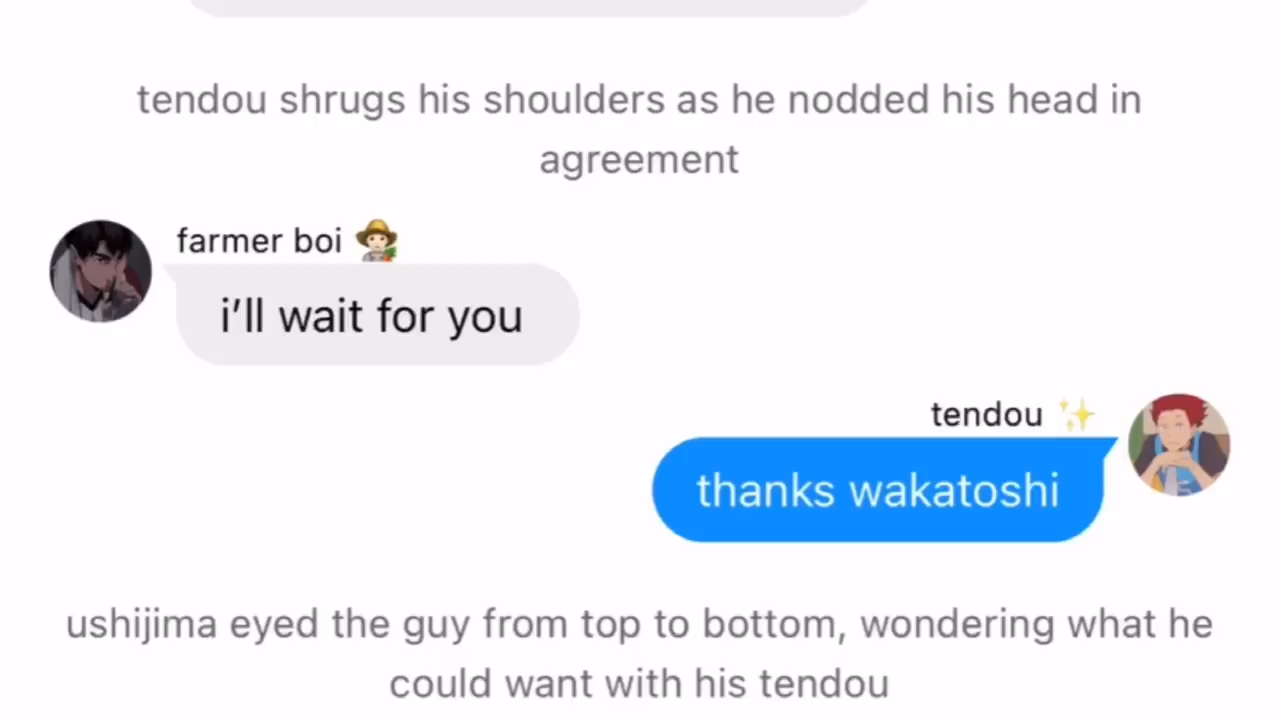 tendou shrugs his shoulders as he nodded his head in
agreement
farmer boi 🧑‍🌾
i’ll wait for you
tendou ✨
thanks wakatoshi
ushijima eyed the guy from top to bottom, wondering what he
could want with his tendou